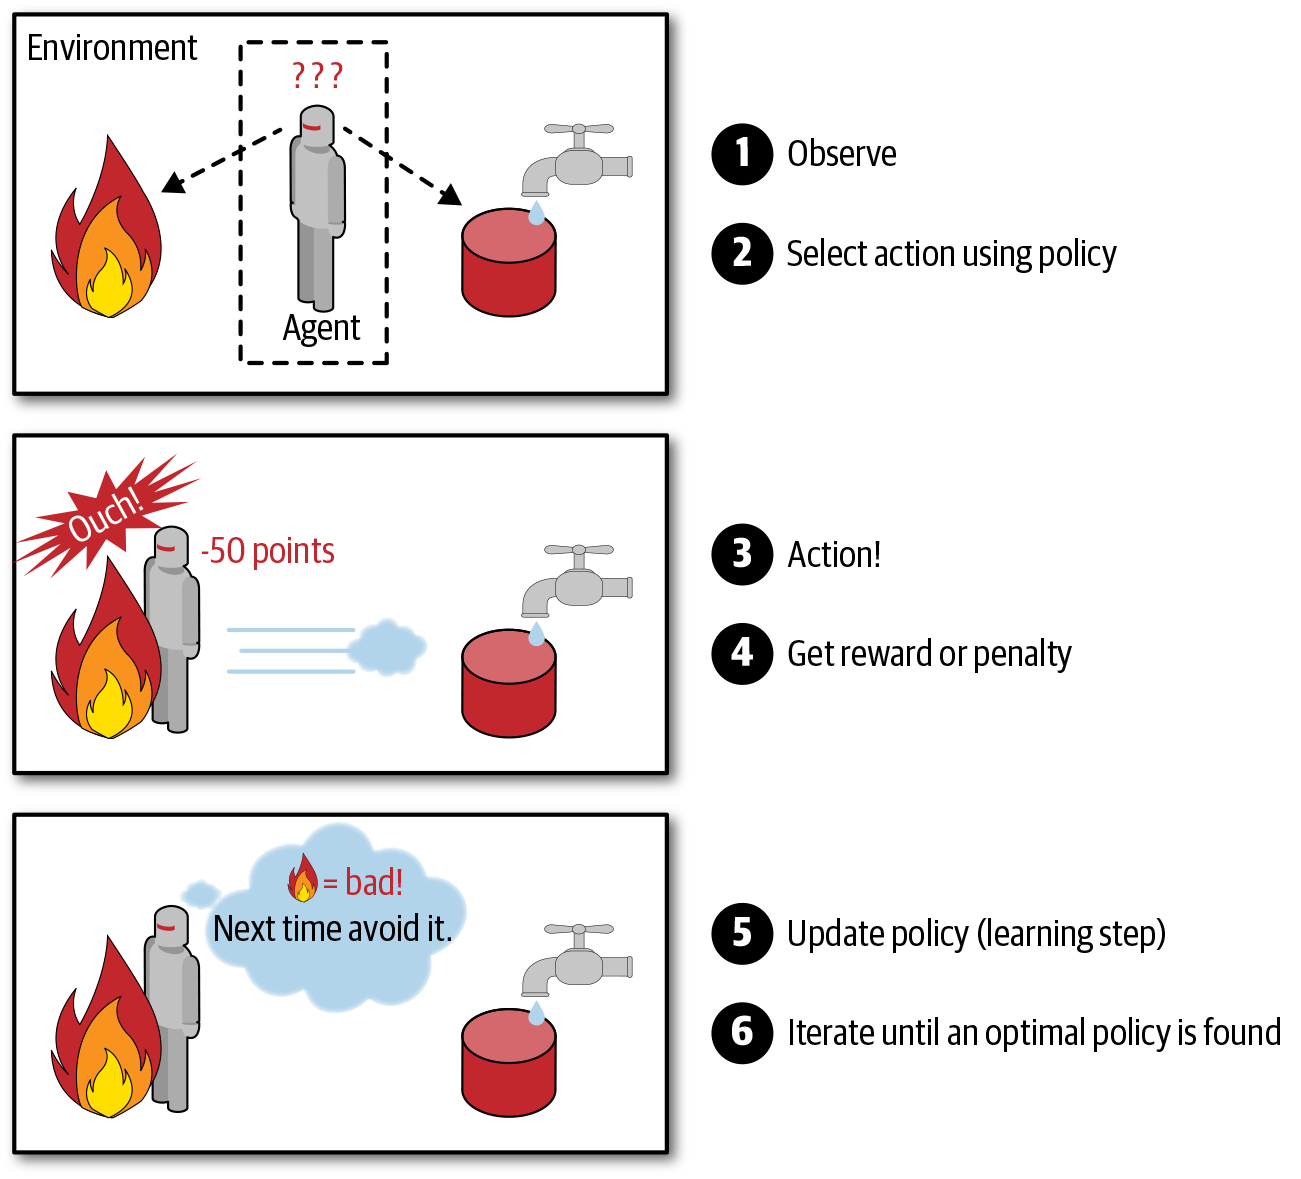 Environment
???
Agent
1 Observe
2 Select action using policy
Ouch!
-50 points
3 Action!
4 Get reward or penalty
= bad!
Next time avoid it.
5 Update policy (learning step)
6 Iterate until an optimal policy is found